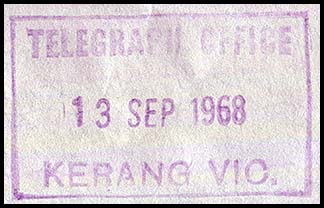 TELEGRAPH OFFICE
13 SEP 1968
KERANG VIC.